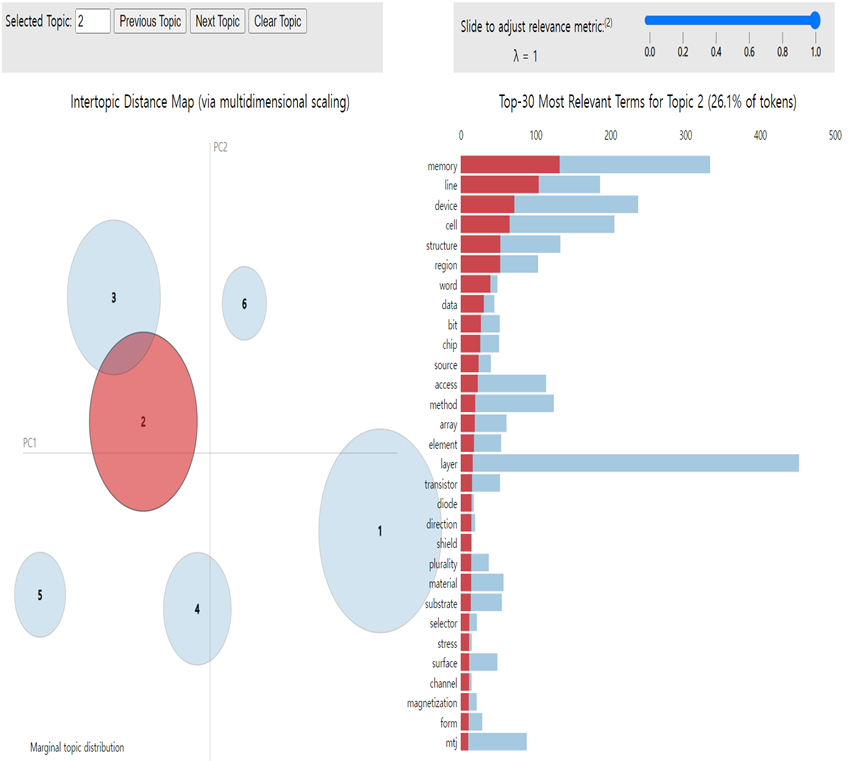 Selected Topic: 2 Previous Topic Next Topic Clear Topic
Slide to adjust relevance metric:(2)
λ = 1
0.0 0.2 0.4 0.6 0.8 1.0
Intertopic Distance Map (via multidimensional scaling)
PC2
PC1
3
6
2
1
5
4
Marginal topic distribution
Top-30 Most Relevant Terms for Topic 2 (26.1% of tokens)
0 100 200 300 400 500
memory
line
device
cell
structure
region
word
data
bit
chip
source
access
method
array
element
layer
transistor
diode
direction
shield
plurality
material
substrate
selector
stress
surface
channel
magnetization
form
mtj